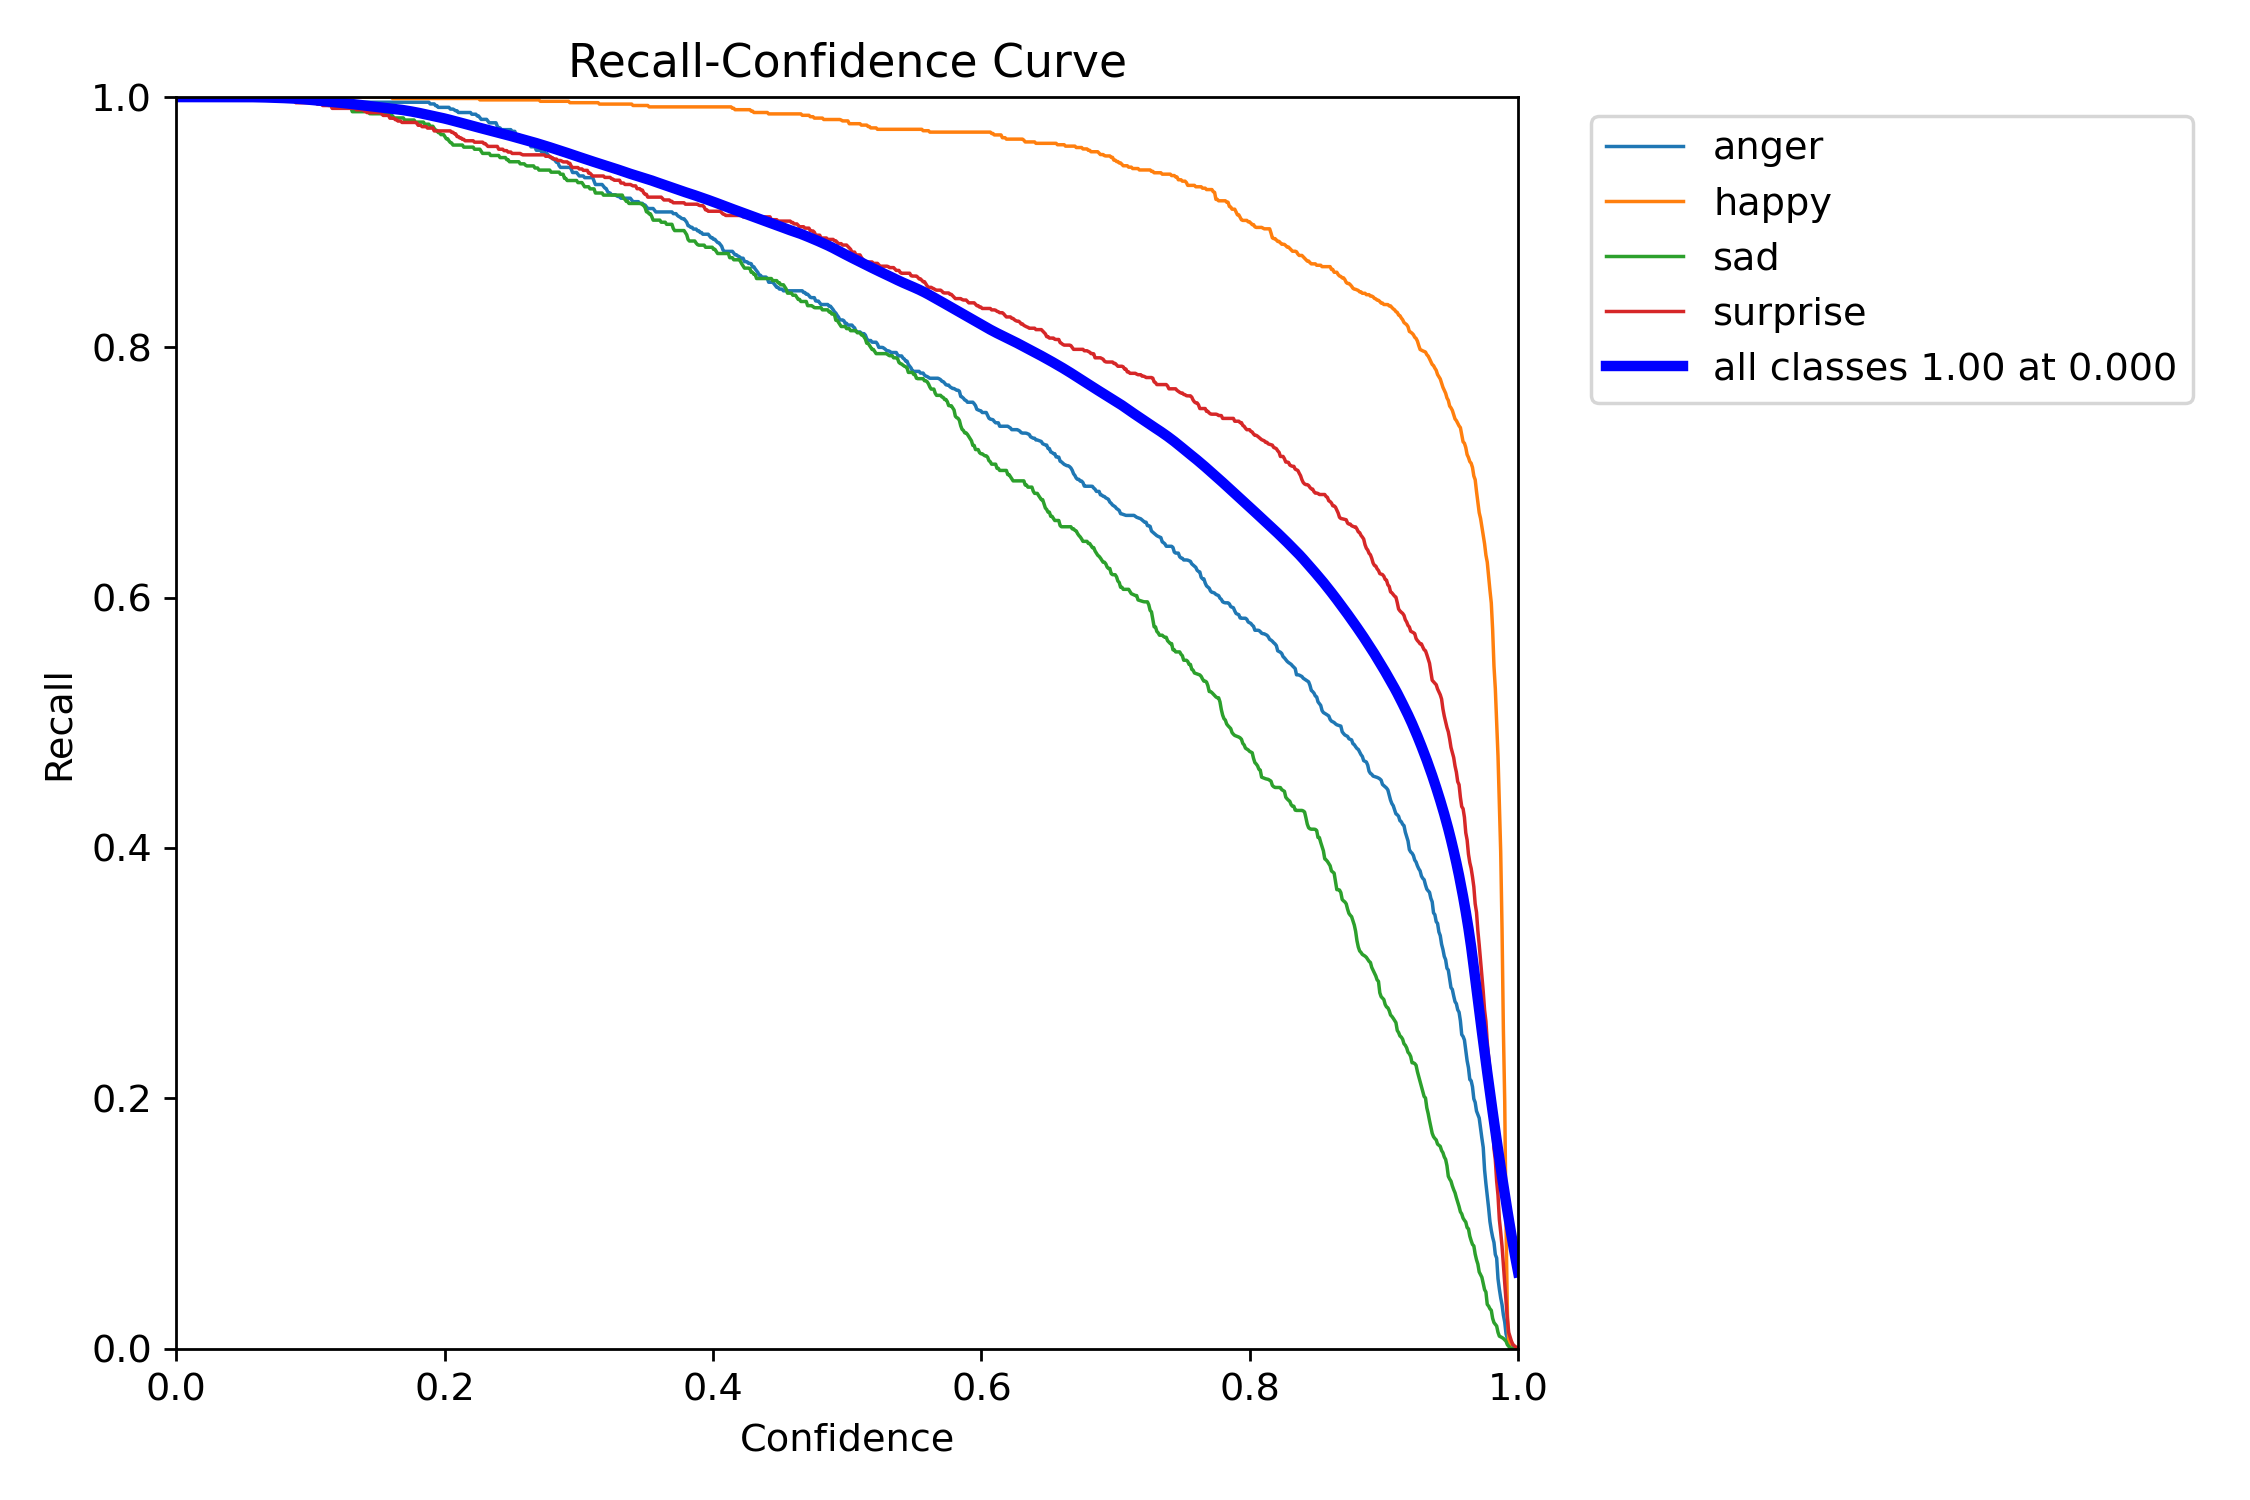 Recall-Confidence Curve
1.0
0.8
0.6
0.4
0.2
0.0
Recall
0.0 0.2 0.4 0.6 0.8 1.0
Confidence
anger
happy
sad
surprise
all classes 1.00 at 0.000